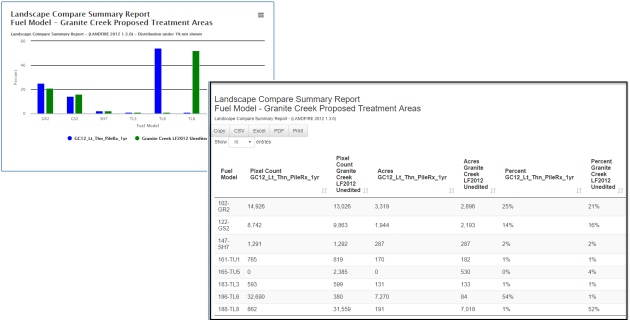 Landscape Compare Summary Report
Fuel Model – Granite Creek Proposed Treatment Areas
Landscape Compare Summary Report - (LANDFIRE 2012 1.3.0) - Distribution under 1% not shown
Percent
60
40
20
0
GR2 GS2 SH7 TL3 TL6 TL8
Fuel Model
GC12_Lt_Thn_PileRx_1yr Granite Creek LF2012 Unedited
Landscape Compare Summary Report
Fuel Model - Granite Creek Proposed Treatment Areas
Landscape Compare Summary Report - (LANDFIRE 2012 1.3.0)
Copy CSV Excel PDF Print
Show 10 entries
Fuel Model Pixel Count GC12_Lt_Thn_PileRx_1yr Pixel Count Granite Creek LF2012 Unedited Acres GC12_Lt_Thn_PileRx_1yr Acres Granite Creek LF2012 Unedited Percent GC12_Lt_Thn_PileRx_1yr Percent Granite Creek LF2012 Unedited
102-GR2 14,926 13,026 3,319 2,896 25% 21%
122-GS2 8,742 9,863 1,944 2,193 14% 16%
147-SH7 1,291 1,292 287 287 2% 2%
161-TU1 765 819 170 182 1% 1%
165-TU5 0 2,385 0 530 0% 4%
183-TL3 593 599 131 133 1% 1%
186-TL6 32,690 380 7,270 84 54% 1%
188-TL8 862 31,559 191 7,018 1% 52%